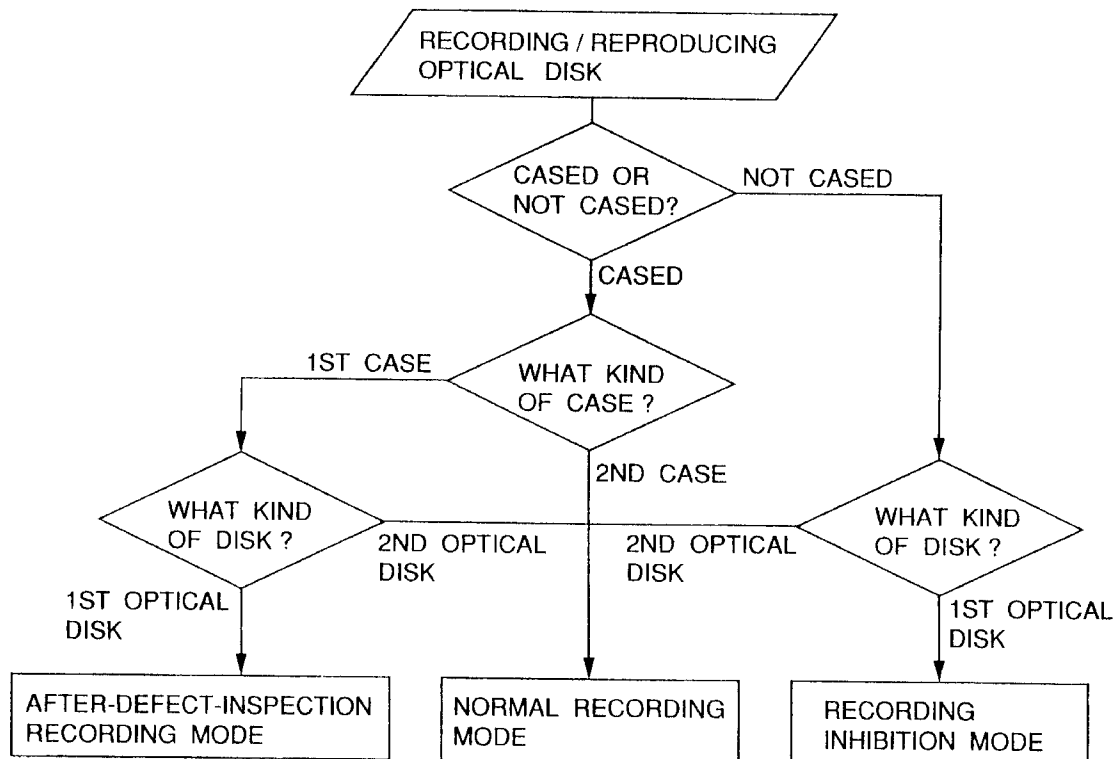 RECORDING / REPRODUCING
OPTICAL DISK
CASED OR
NOT CASED?
NOT CASED
CASED
1ST CASE
WHAT KIND
OF CASE ?
2ND CASE
WHAT KIND
OF DISK ?
2ND OPTICAL
DISK
2ND OPTICAL
DISK
WHAT KIND
OF DISK ?
1ST OPTICAL
DISK
1ST OPTICAL
DISK
AFTER-DEFECT-INSPECTION
RECORDING MODE
NORMAL RECORDING
MODE
RECORDING
INHIBITION MODE